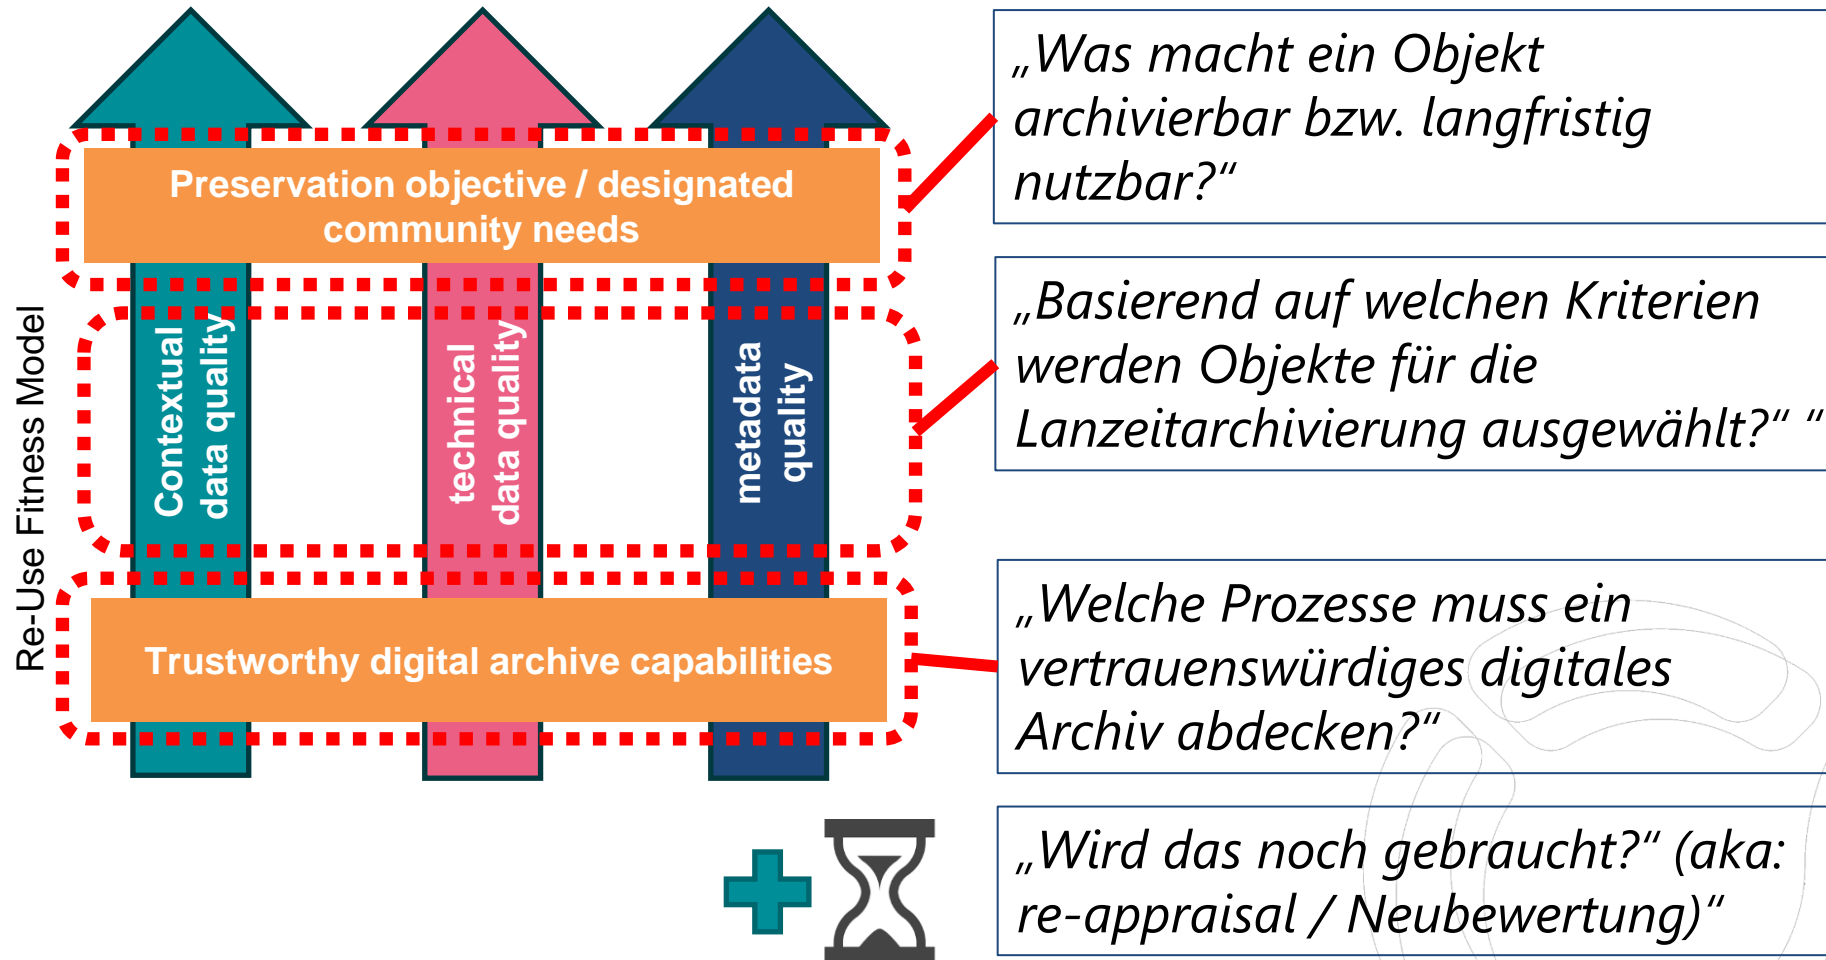 Re-Use Fitness Model
Preservation objective / designated
community needs
Contextual
data quality
technical
data quality
metadata
quality
Trustworthy digital archive capabilities
„Was macht ein Objekt
archivierbar bzw. langfristig
nutzbar?“
„Basierend auf welchen Kriterien
werden Objekte für die
Lanzeitarchivierung ausgewählt?“ “
„Welche Prozesse muss ein
vertrauenswürdiges digitales
Archiv abdecken?“
„Wird das noch gebraucht?“ (aka:
re-appraisal / Neubewertung)“